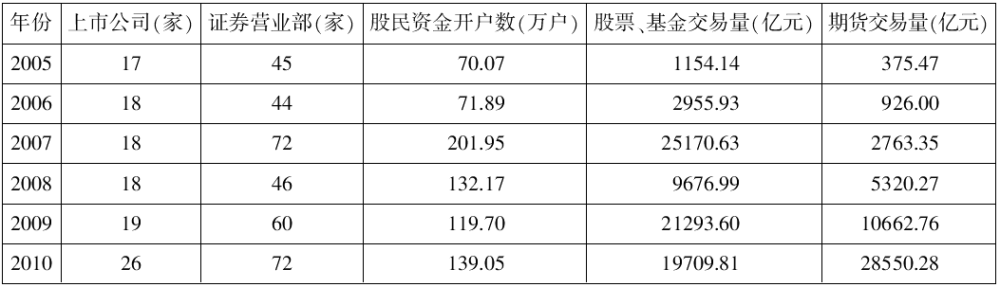 年份 上市公司(家) 证券营业部(家) 股民资金开户数(万户) 股票、基金交易量(亿元) 期货交易量(亿元)
2005 17 45 70.07 1154.14 375.47
2006 18 44 71.89 2955.93 926.00
2007 18 72 201.95 25170.63 2763.35
2008 18 46 132.17 9676.99 5320.27
2009 19 60 119.70 21293.60 10662.76
2010 26 72 139.05 19709.81 28550.28